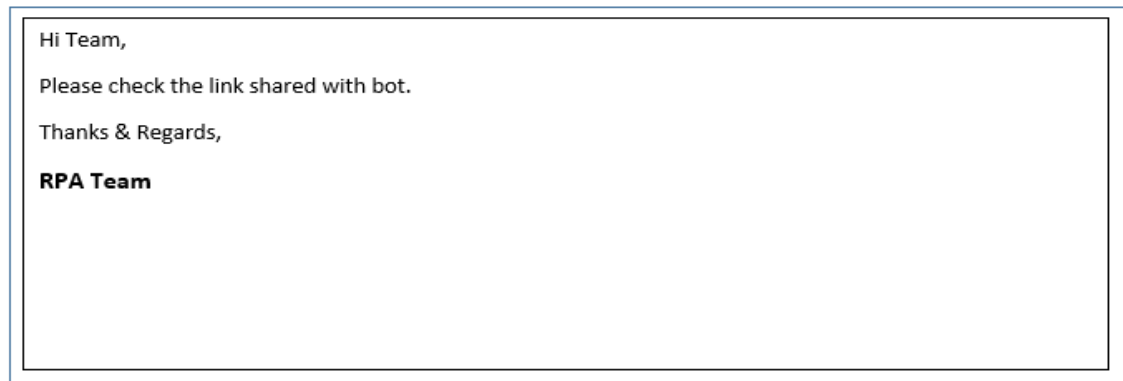 Hi Team,
Please check the link shared with bot.
Thanks & Regards,
RPA Team